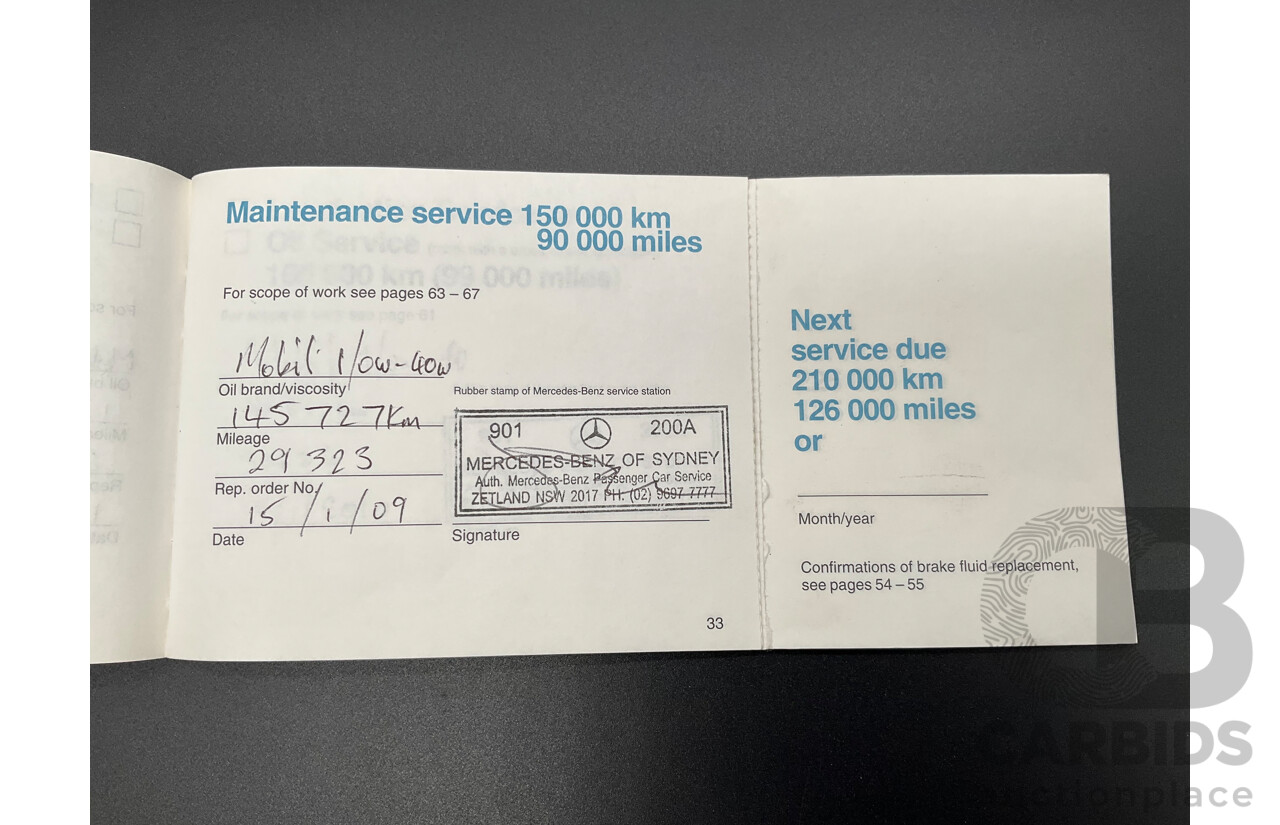 Maintenance service 150 000 km
90 000 miles
For scope of work see pages 63 – 67
Mobil 1/0W-40W
Oil brand/viscosity
145 727Km
Mileage
29323
Rep. order No.
15/1/09
Date
Rubber stamp of Mercedes-Benz service station
901 200A
MERCEDES-BENZ OF SYDNEY
Auth. Mercedes-Benz Passenger Car Service
ZETLAND NSW 2017 PH: (02) 9697 7777
Signature
33
Next
service due
210 000 km
126 000 miles
or
Month/year
Confirmations of brake fluid replacement,
see pages 54 – 55
CARBIDS
auctionplace